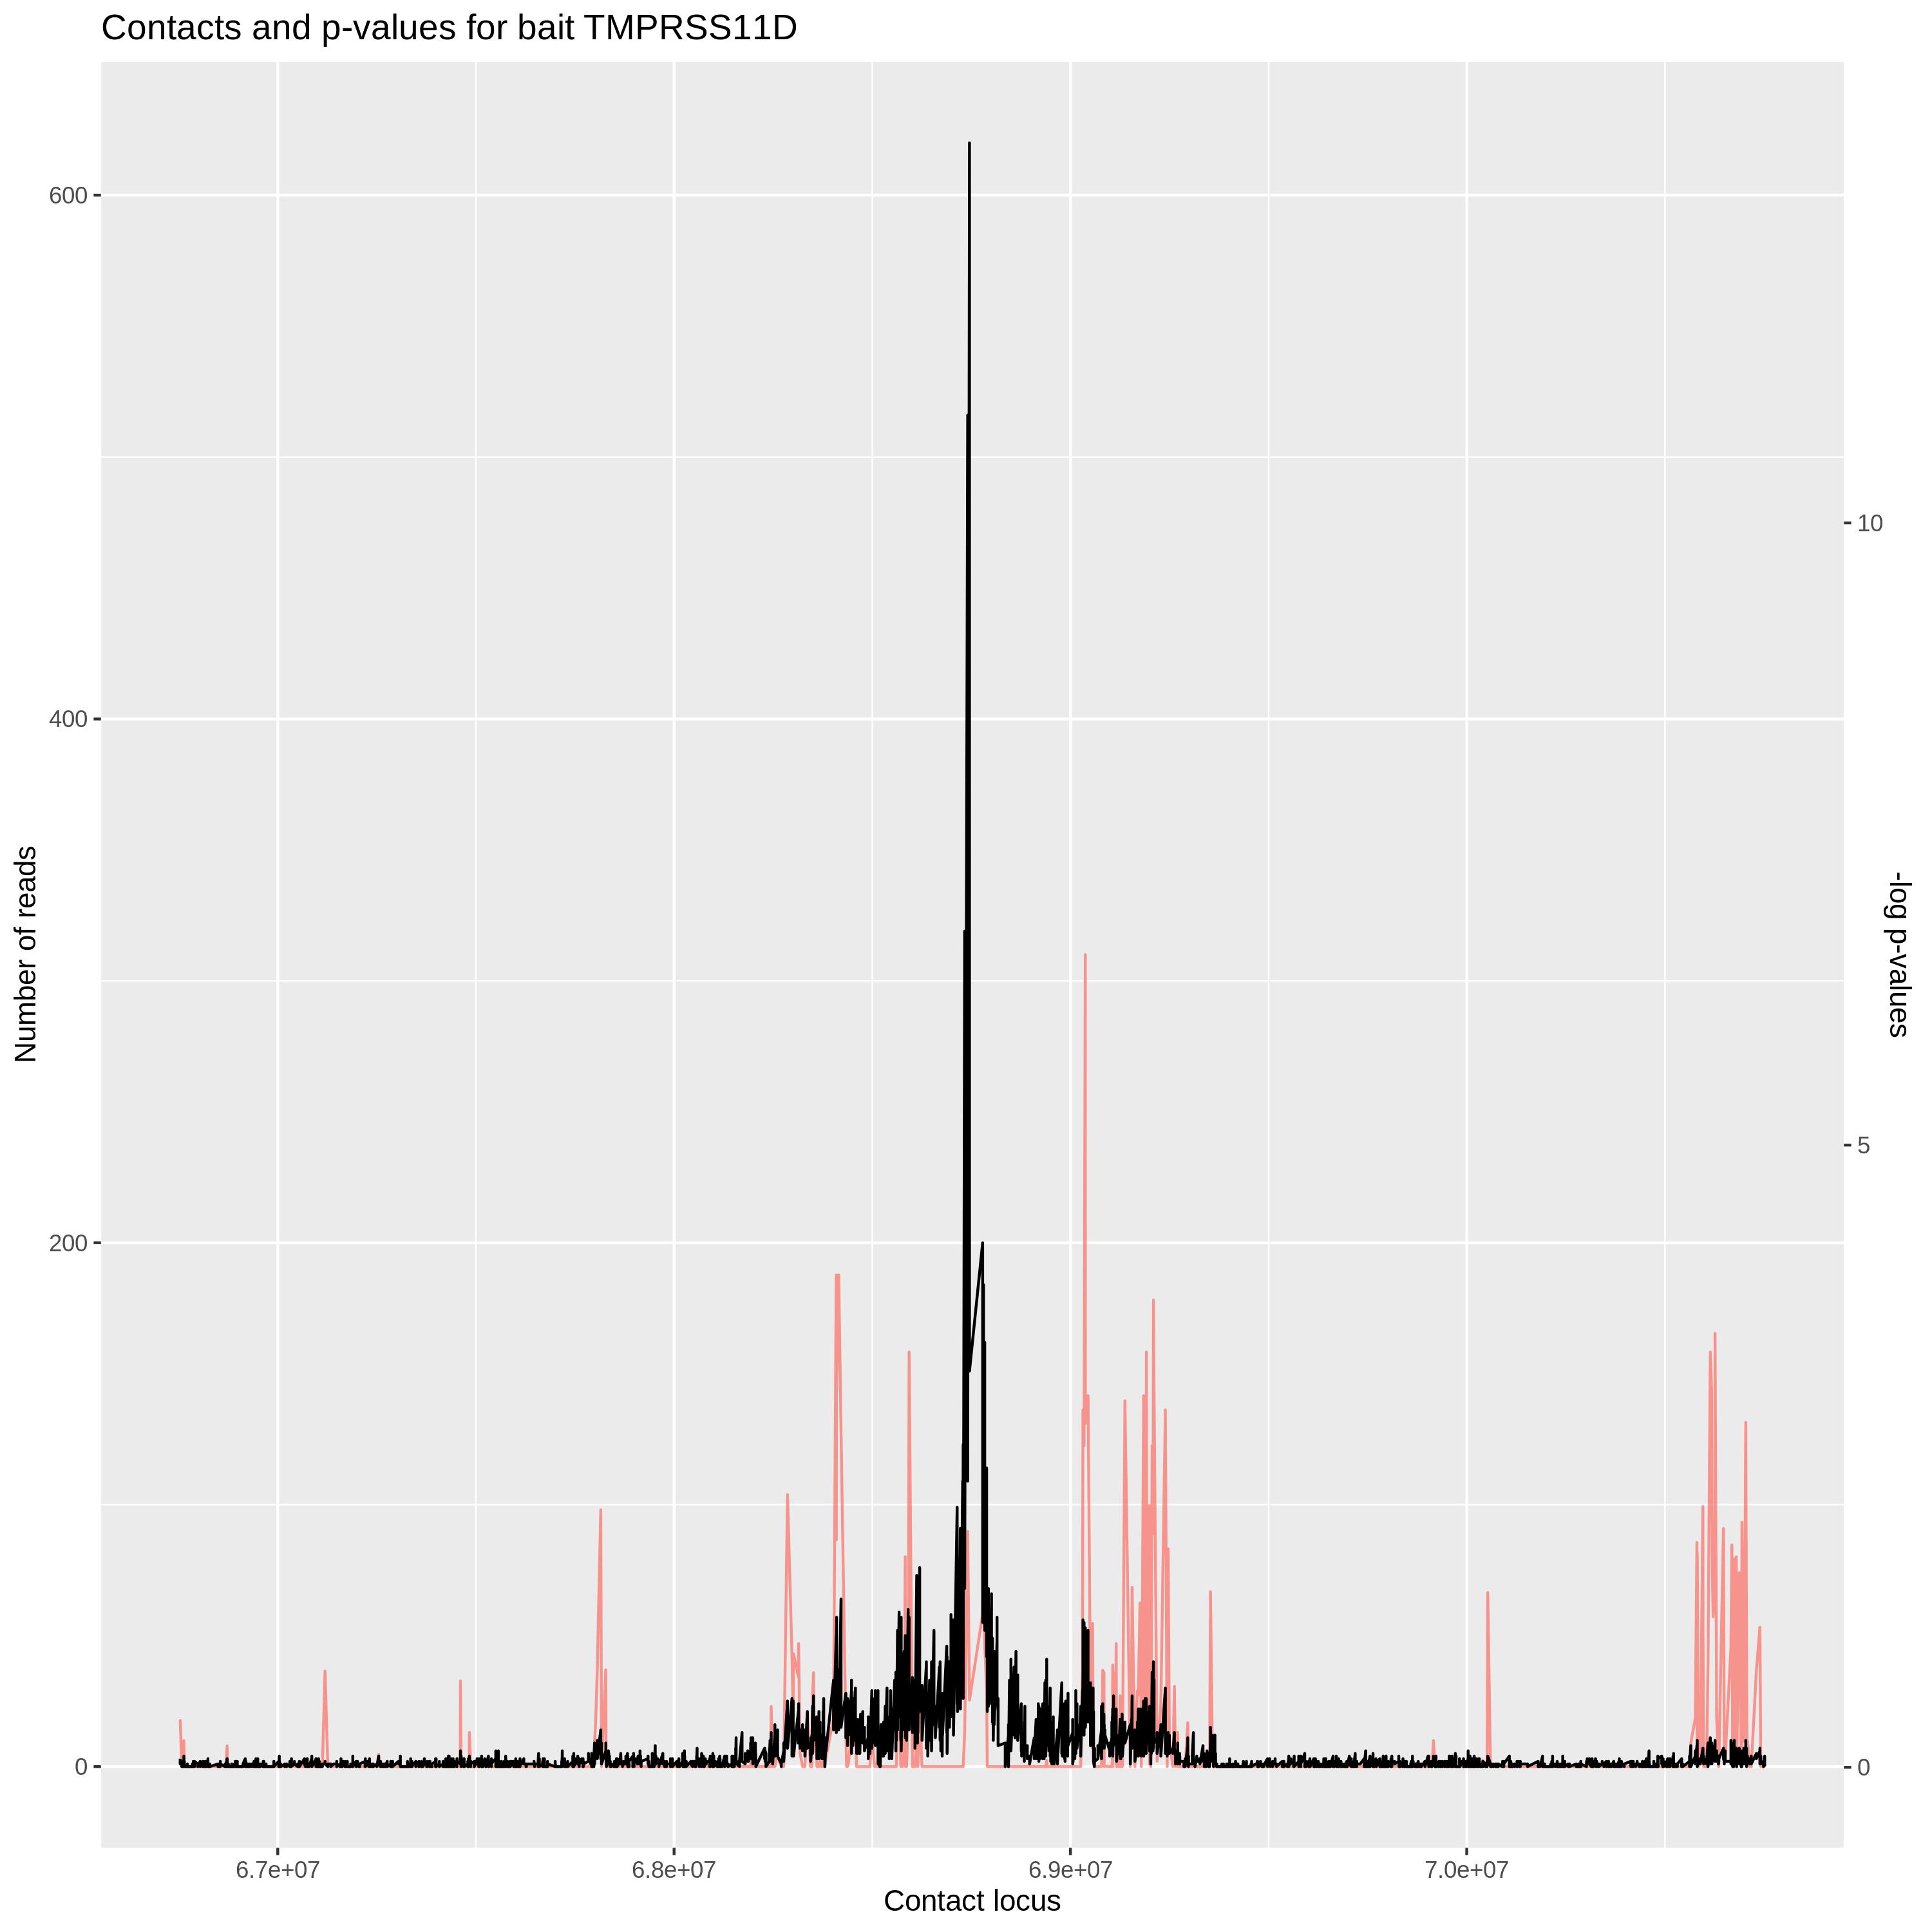 Contacts and p-values for bait TMPRSS11D
600
400
200
0
Number of reads
10
5
0
-log p-values
6.7e+07
6.8e+07
6.9e+07
7.0e+07
Contact locus